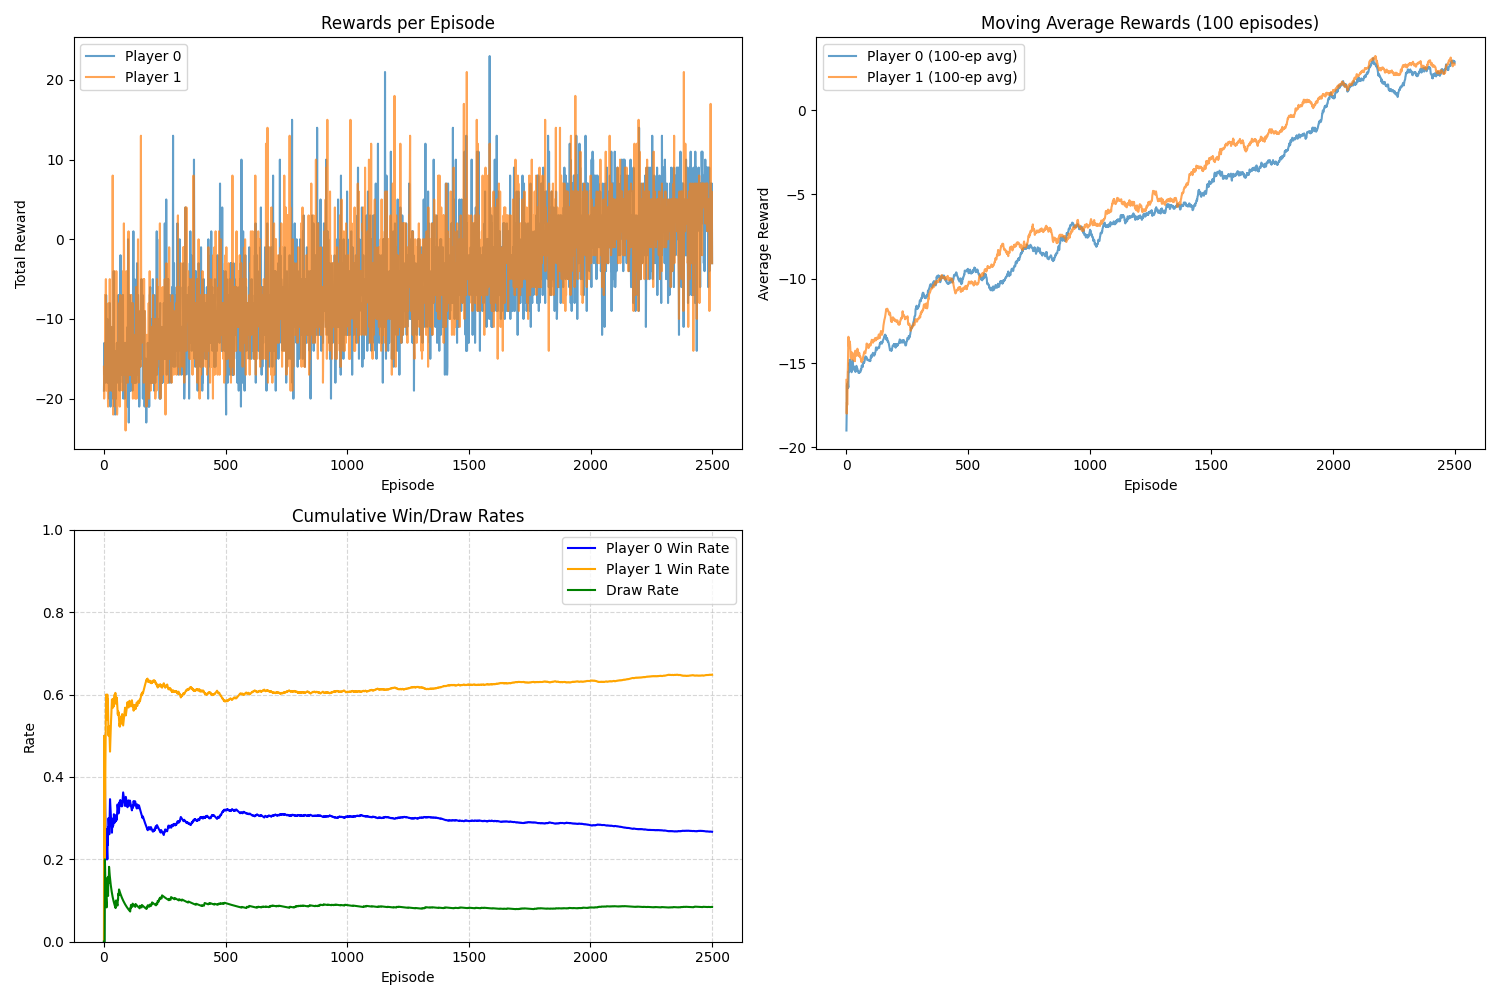 Rewards per Episode
Player 0
Player 1
Total Reward
20
10
0
−10
−20
0 500 1000 1500 2000 2500
Episode
Moving Average Rewards (100 episodes)
Player 0 (100-ep avg)
Player 1 (100-ep avg)
Average Reward
0
−5
−10
−15
−20
0 500 1000 1500 2000 2500
Episode
Cumulative Win/Draw Rates
Player 0 Win Rate
Player 1 Win Rate
Draw Rate
Rate
1.0
0.8
0.6
0.4
0.2
0.0
0 500 1000 1500 2000 2500
Episode